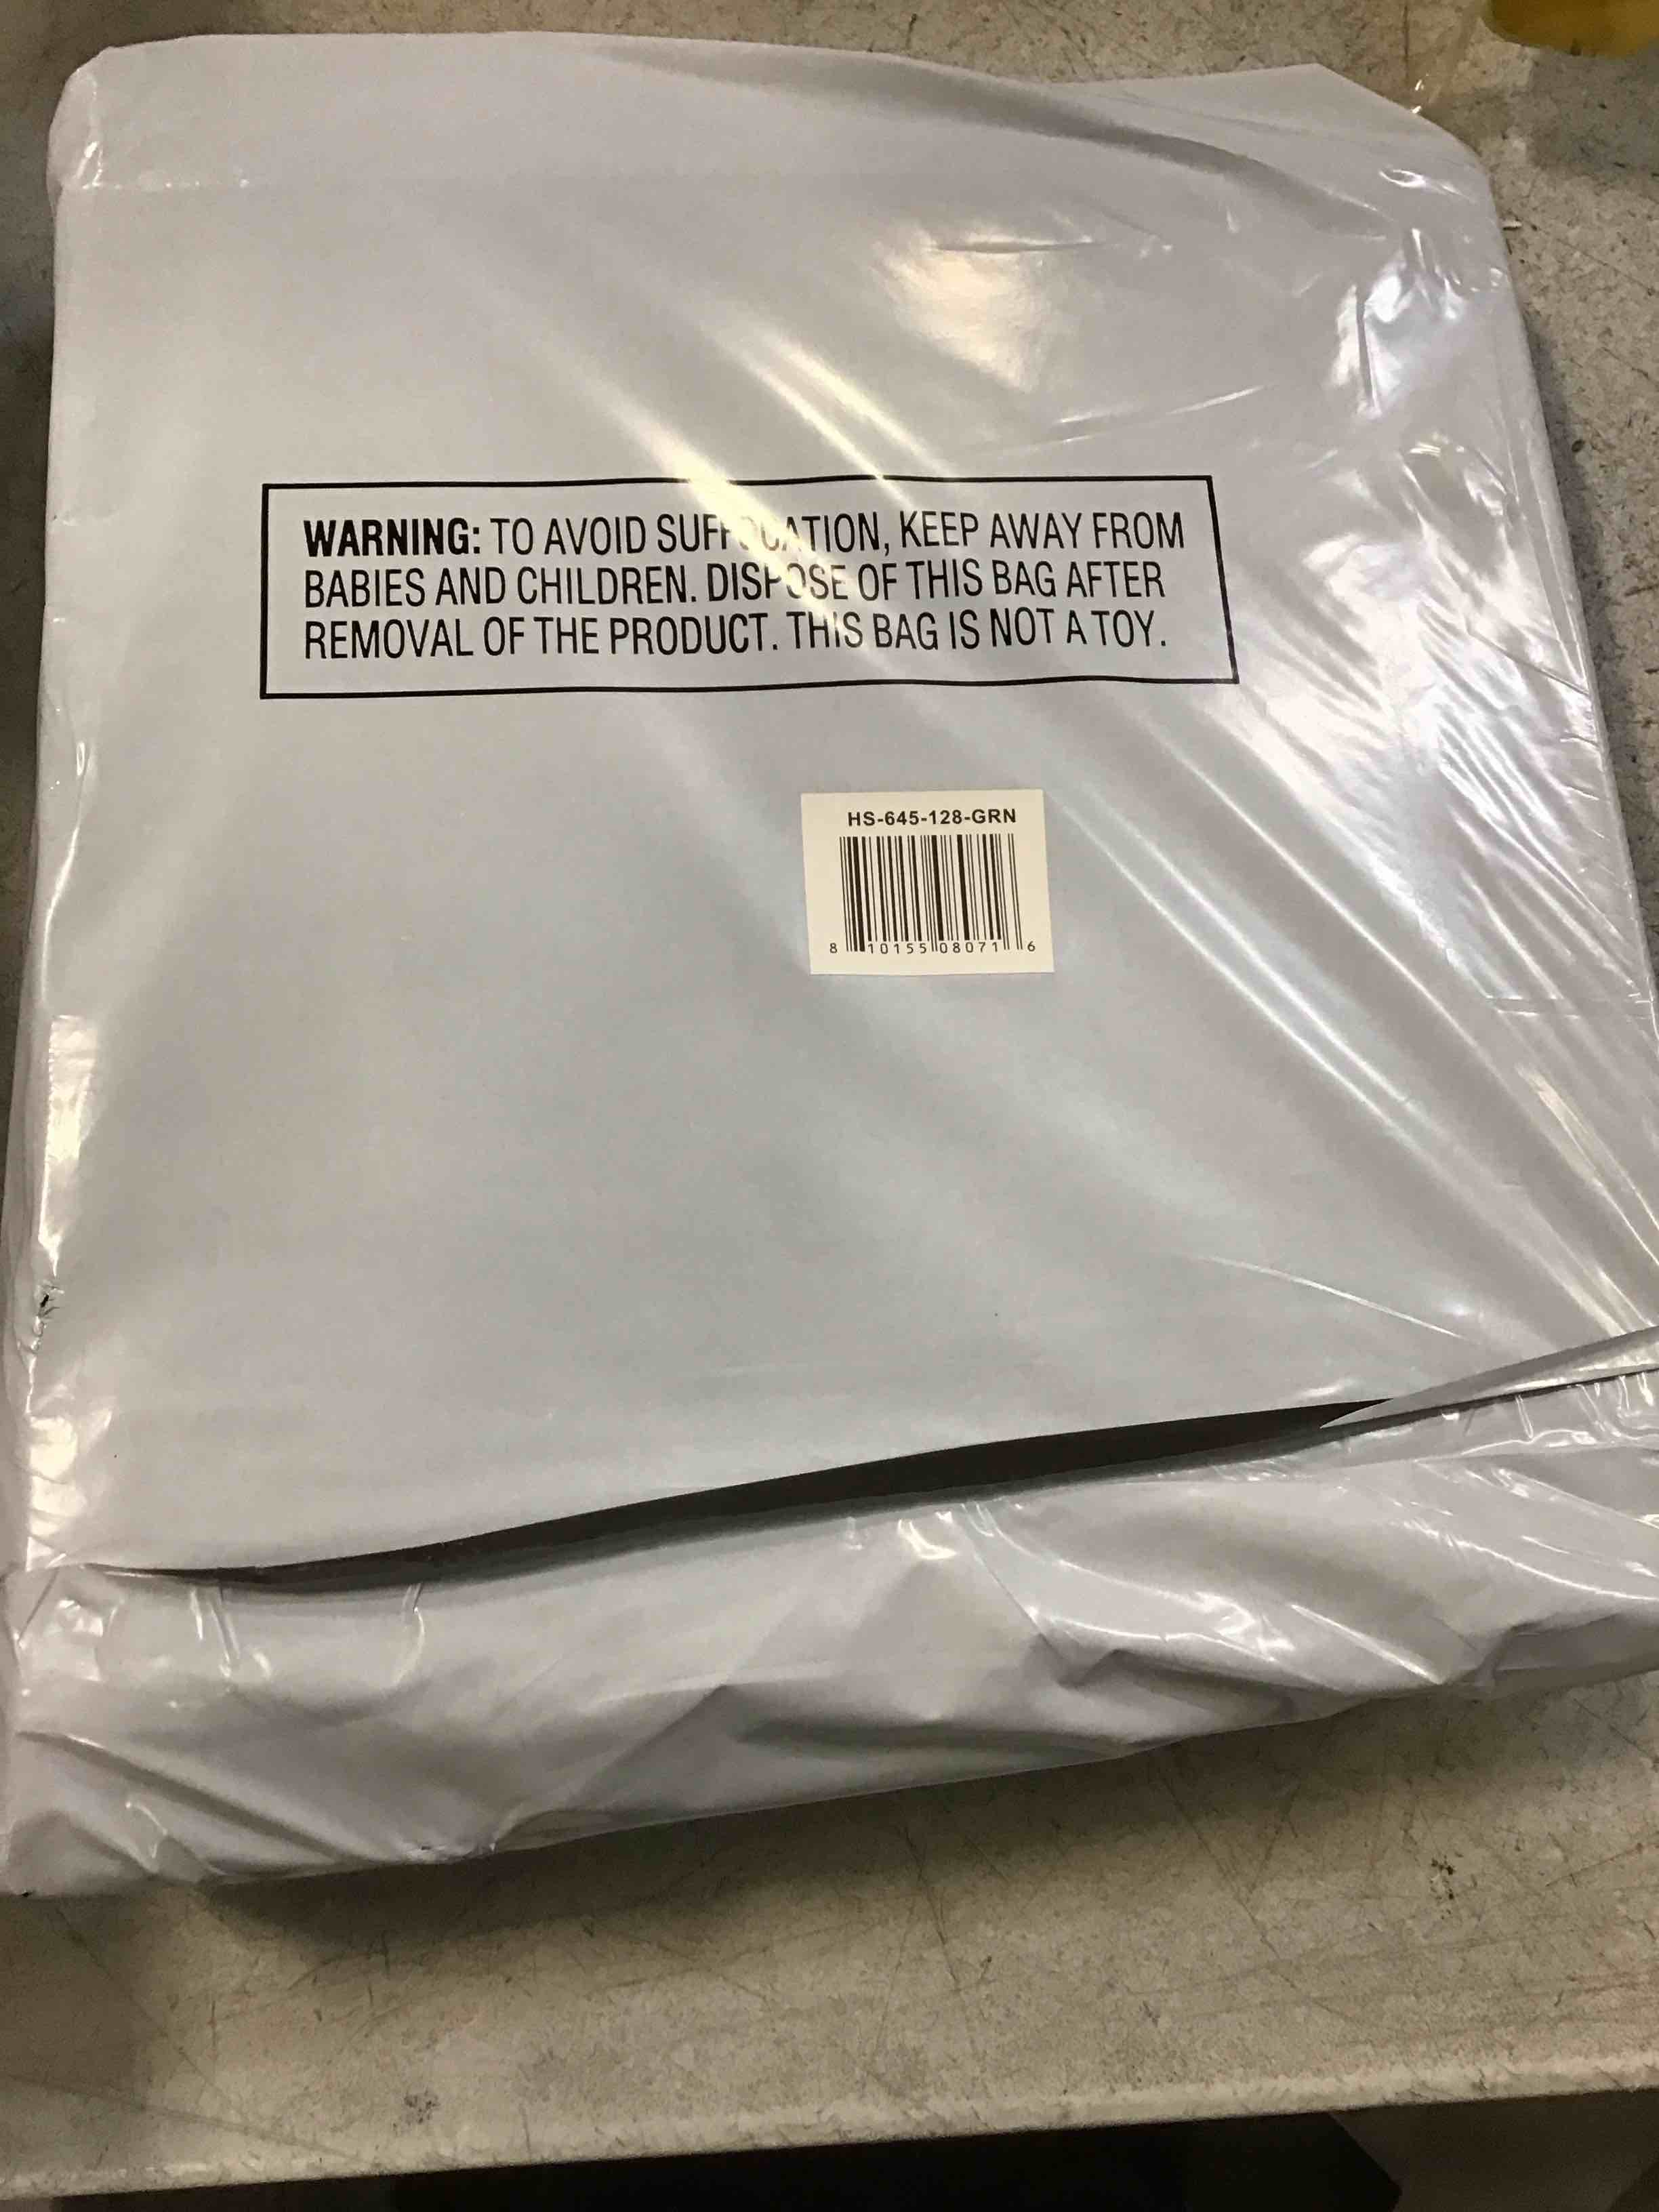 WARNING: TO AVOID SUFFOCATION, KEEP AWAY FROM
BABIES AND CHILDREN. DISPOSE OF THIS BAG AFTER
REMOVAL OF THE PRODUCT. THIS BAG IS NOT A TOY.
HS-645-128-GRN
8 10155 08071 6